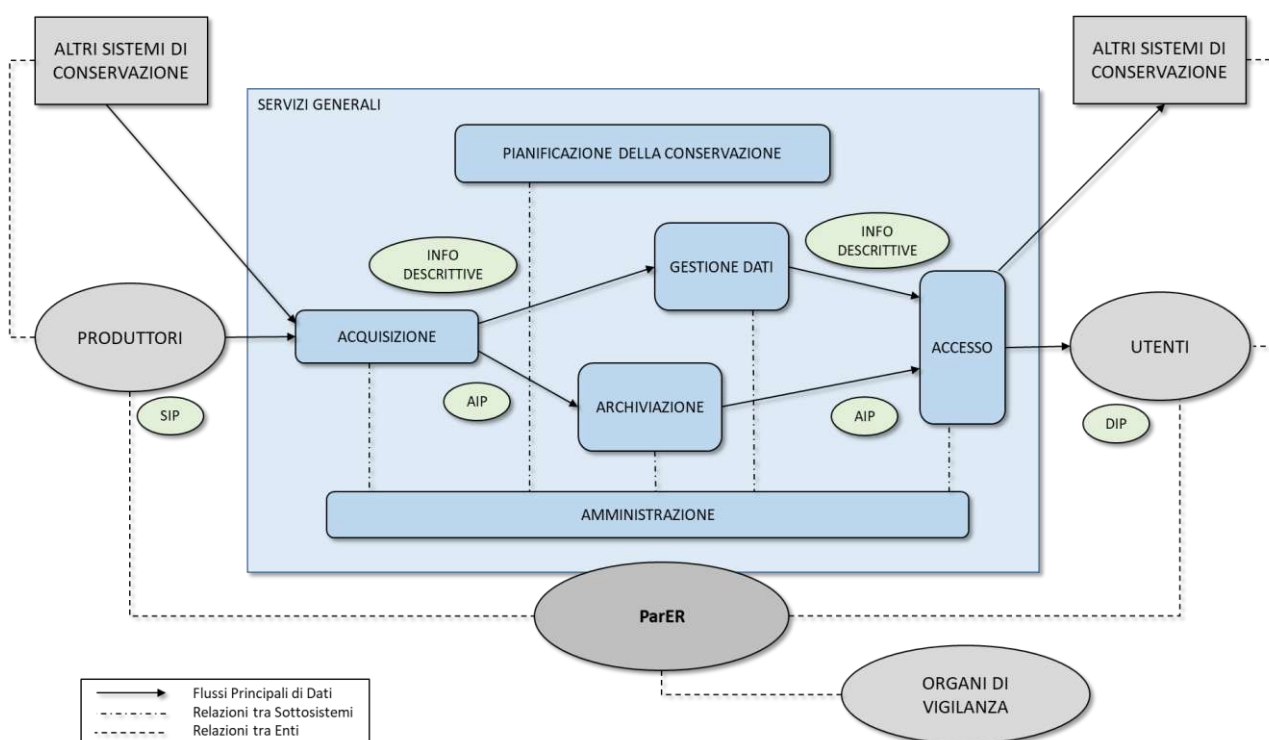 ALTRI SISTEMI DI
CONSERVAZIONE
ALTRI SISTEMI DI
CONSERVAZIONE
SERVIZI GENERALI
PIANIFICAZIONE DELLA CONSERVAZIONE
INFO
DESCRITTIVE
GESTIONE DATI
INFO
DESCRITTIVE
PRODUTTORI
ACQUISIZIONE
ACCESSO
UTENTI
SIP
AIP
ARCHIVIAZIONE
AIP
DIP
AMMINISTRAZIONE
ParER
ORGANI DI
VIGILANZA
Flussi Principali di Dati
Relazioni tra Sottosistemi
Relazioni tra Enti